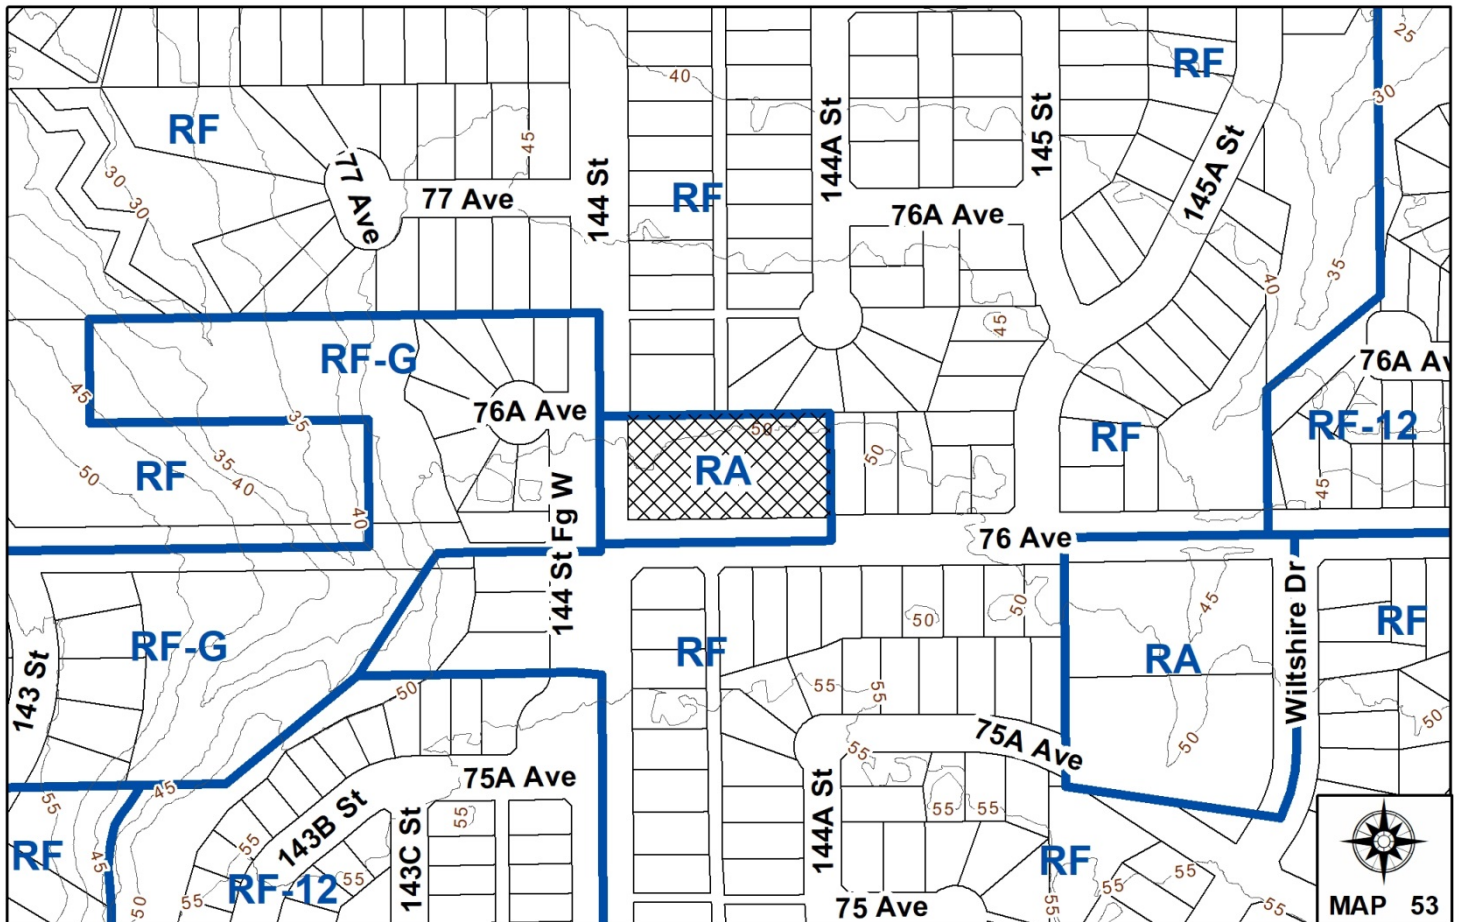 25
RF
40
30
RF
45
144A St
145 St
145A St
30
30
77 Ave
77 Ave
144 St
RF
76A Ave
35
40
45
RF-G
76A Av
45
35
76A Ave
50
RF
RF-12
50
RF
35
40
50
RA
45
40
144 St Fg W
76 Ave
143 St
RF-G
RF
50
50
45
Wiltshire Dr
RF
RA
50
55
55
50
50
75A Ave
55
75A Ave
45
55
55
143B St
143C St
55
144A St
55
55
RF
45
55
RF-12
55
50
55
RF
55
55
55
55
75 Ave
MAP 53